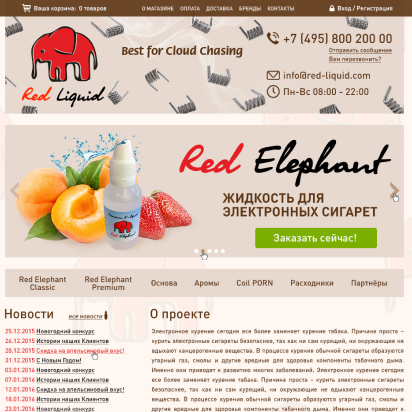 Ваша корзина: 0 товаров
О МАГАЗИНЕ ОПЛАТА ДОСТАВКА БРЕНДЫ КОНТАКТЫ
Вход / Регистрация
Red Liquid
Best for Cloud Chasing
+7 (495) 800 200 00
Отправить сообщение
Вам перезвонить?
info@red-liquid.com
Пн-Вс 08:00 - 22:00
Red Elephant
ЖИДКОСТЬ ДЛЯ
ЭЛЕКТРОННЫХ СИГАРЕТ
Заказать сейчас!
Premium E-liquid
Red Elephant
Red Elephant Classic
Red Elephant Premium
Основа
Аромы
Coil PORN
Расходники
Партнёры
Новости
все новости
25.12.2015 Новогодний конкурс
26.12.2015 Истории наших Клиентов
28.12.2015 Скидка на апельсиновый вкус!
31.12.2015 С Новым Годом!
03.01.2016 Новогодний конкурс
07.01.2016 Истории наших Клиентов
12.01.2016 Скидка на апельсиновый вкус!
18.01.2016 Истории наших Клиентов
23.01.2016 Новогодний конкурс
О проекте
Электронное курение сегодня все более заменяет курение табака. Причина проста –
курить электронные сигареты безопаснее, так как ни сам курящий, ни окружающие не
вдыхают канцерогенные вещества. В процессе курения обычной сигареты образуются
угарный газ, смолы и другие вредные для здоровья компоненты табачного дыма.
Именно они приводят к развитию многих заболеваний. Электронное курение сегодня
все более заменяет курение табака. Причина проста – курить электронные сигареты
безопаснее, так как ни сам курящий, ни окружающие не вдыхают канцерогенные
вещества. В процессе курения обычной сигареты образуются угарный газ, смолы и
другие вредные для здоровья компоненты табачного дыма. Именно они приводят к